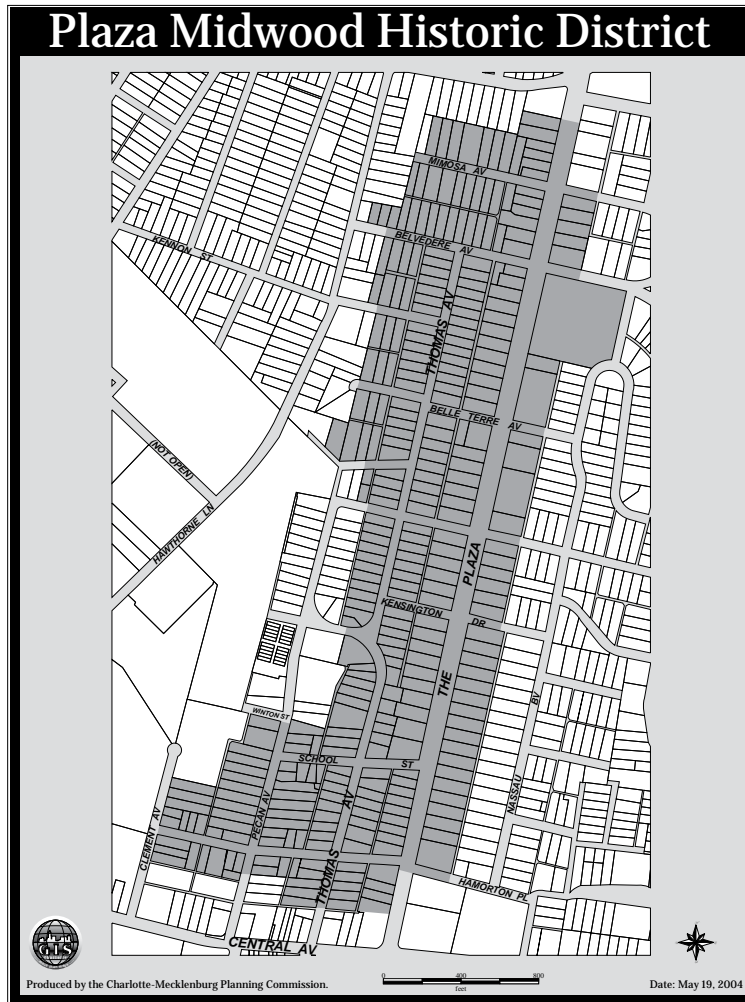 Plaza Midwood Historic District
MIMOSA AV
BELVEDERE AV
KENNON ST
THOMAS AV
BELLE TERRE AV
(NOT OPEN)
HAWTHORNE LN
PLAZA
KENSINGTON DR
THE
WINTON ST
BV
SCHOOL ST
NASSAU
AV
PECAN AV
CLEMENT AV
THOMAS
HAMORTON PL
CENTRAL AV
GIS
0 400 800
feet
Produced by the Charlotte-Mecklenburg Planning Commission.
Date: May 19, 2004